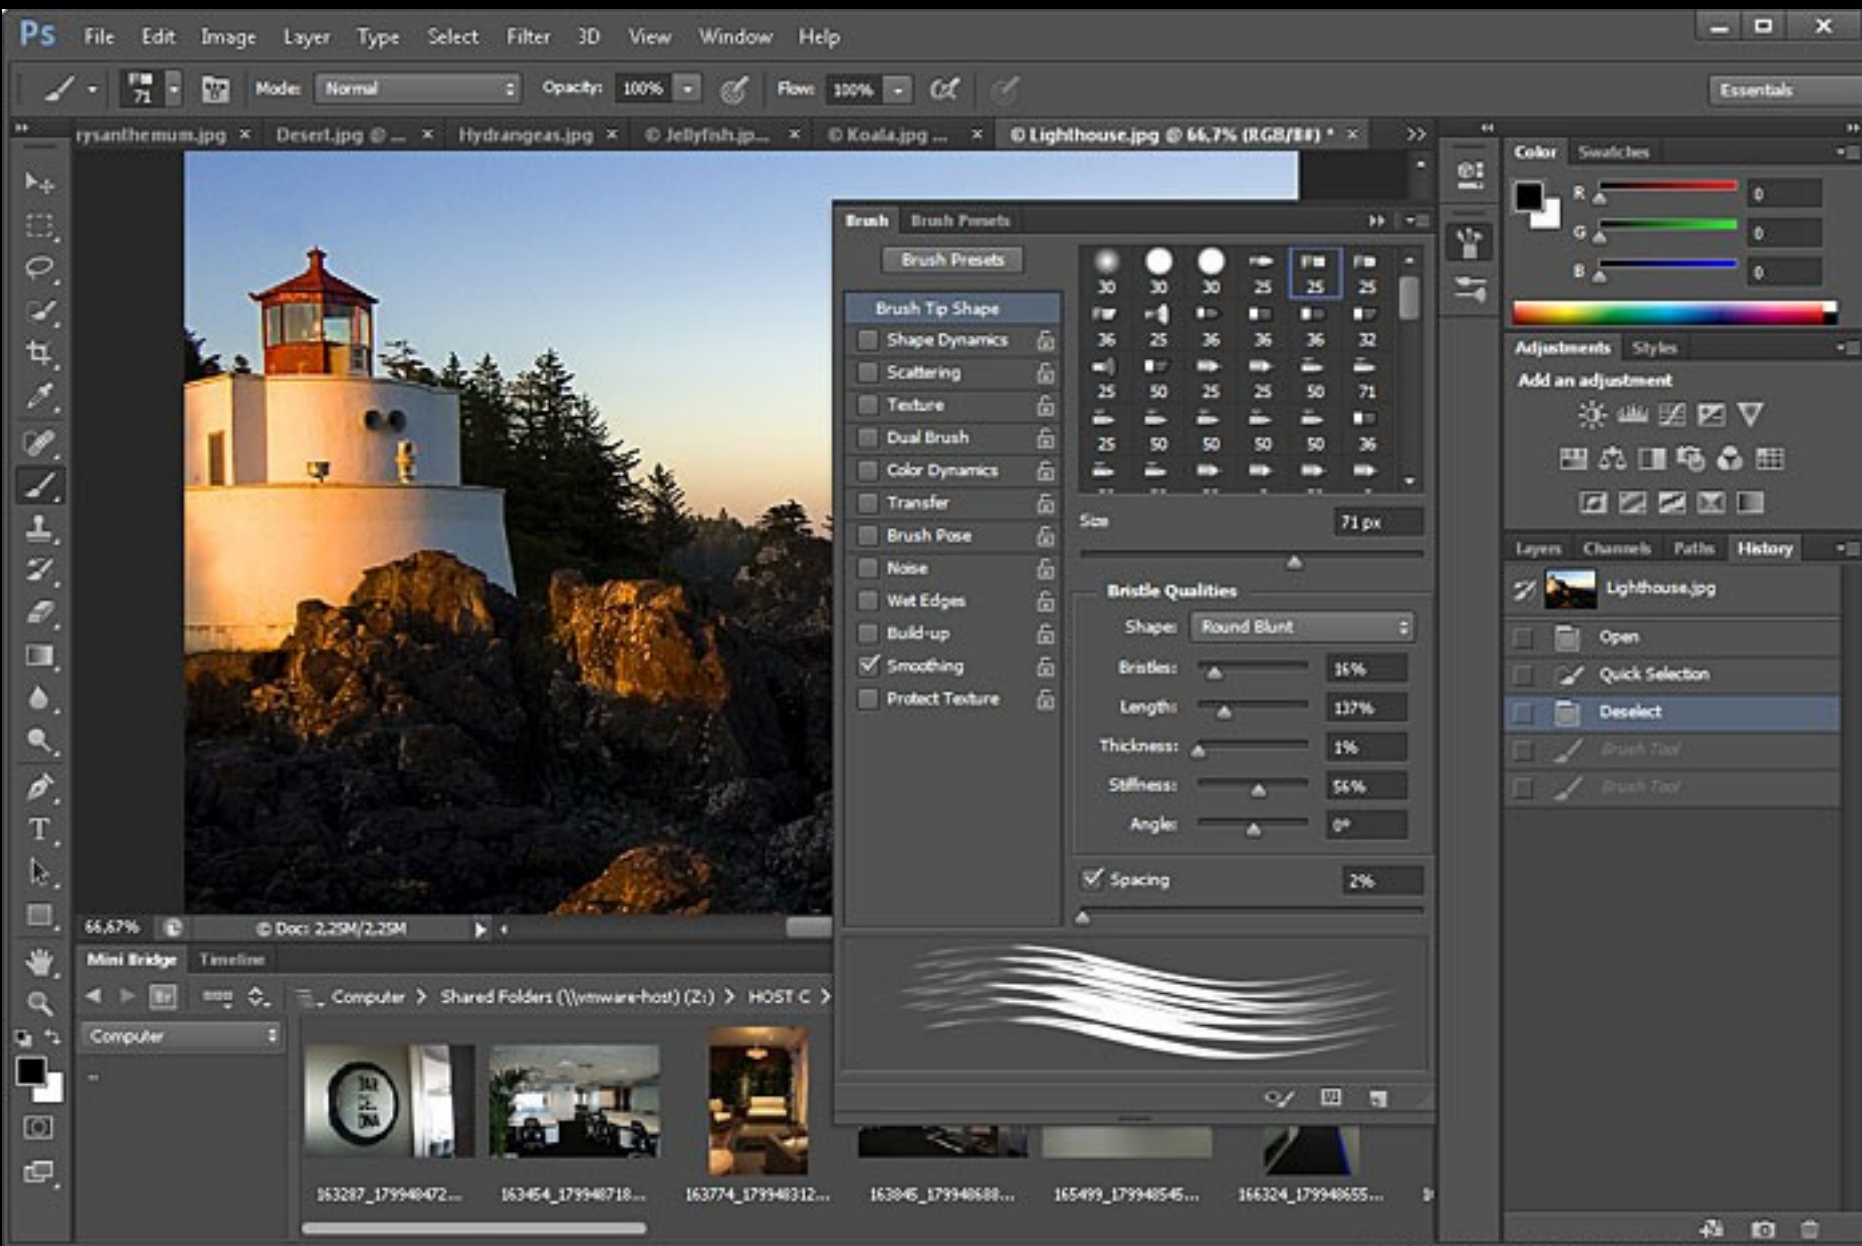 Ps File Edit Image Layer Type Select Filter 3D View Window Help
71 Mode: Normal Opacity: 100% Flow: 100% Essentials
rysanthemum.jpg × Desert.jpg @ ... × Hydrangeas.jpg × © Jellyfish.jp... × © Koala.jpg ... × © Lighthouse.jpg @ 66,7% (RGB/8#) * × >>
Color Swatches
R 0
G 0
B 0
Brush Brush Presets
Brush Presets
Brush Tip Shape
Shape Dynamics
Scattering
Texture
Dual Brush
Color Dynamics
Transfer
Brush Pose
Noise
Wet Edges
Build-up
Smoothing
Protect Texture
30 30 30 25 25 25
36 25 36 36 36 32
25 50 25 25 50 71
25 50 50 50 50 36
Size 71 px
Bristle Qualities
Shape: Round Blunt
Bristles: 16%
Length: 137%
Thickness: 1%
Stiffness: 56%
Angle: 0º
Spacing 2%
Adjustments Styles
Add an adjustment
Layers Channels Paths History
Lighthouse.jpg
Open
Quick Selection
Deselect
Brush Tool
Brush Tool
66,67% © Doc: 2,25M/2,25M
Mini Bridge Timeline
Br Computer > Shared Folders (\\vmware-host) (Z:) > HOST C >
Computer
..
163287_179948472... 163454_179948718... 163774_179948312... 163845_179948688... 165499_179948545... 166324_179948655...